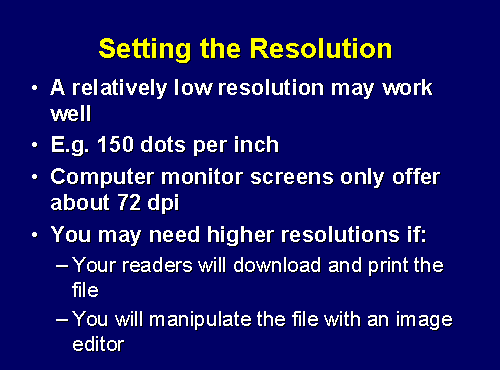 Setting the Resolution
• A relatively low resolution may work
well
• E.g. 150 dots per inch
• Computer monitor screens only offer
about 72 dpi
• You may need higher resolutions if:
– Your readers will download and print the
file
– You will manipulate the file with an image
editor